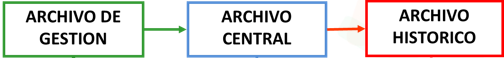 ARCHIVO DE
GESTION
ARCHIVO
CENTRAL
ARCHIVO
HISTORICO